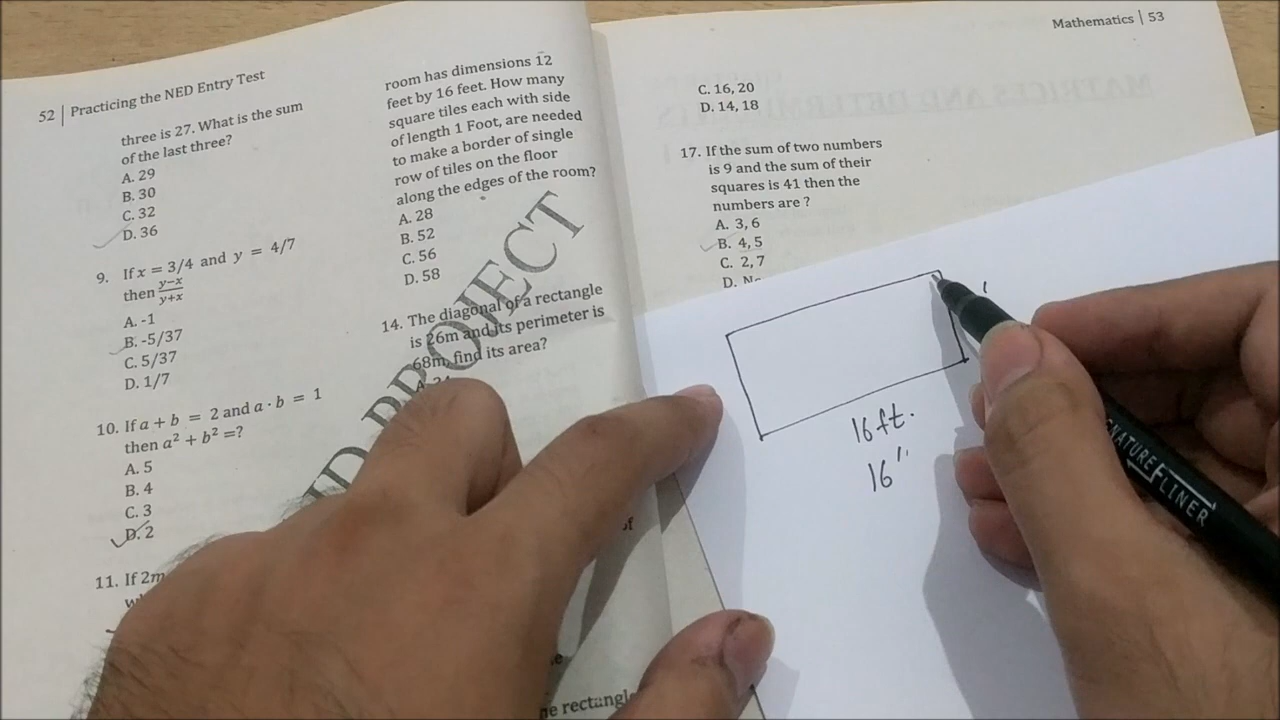 52 | Practicing the NED Entry Test
three is 27. What is the sum
of the last three?
A. 29
B. 30
C. 32
D. 36
9. If x = 3/4 and y = 4/7
then y−x/y+x
A. -1
B. -5/37
C. 5/37
D. 1/7
10. If a + b = 2 and a · b = 1
then a² + b² =?
A. 5
B. 4
C. 3
D. 2
11. If 2m
room has dimensions 12
feet by 16 feet. How many
square tiles each with side
of length 1 Foot, are needed
to make a border of single
row of tiles on the floor
along the edges of the room?
A. 28
B. 52
C. 56
D. 58
14. The diagonal of a rectangle
is 26m and its perimeter is
68m, find its area?
rectangle
PROJECT
Mathematics | 53
C. 16, 20
D. 14, 18
17. If the sum of two numbers
is 9 and the sum of their
squares is 41 then the
numbers are ?
A. 3, 6
B. 4, 5
C. 2, 7
D.
16 ft.
16"
SIGNATURE FLINER